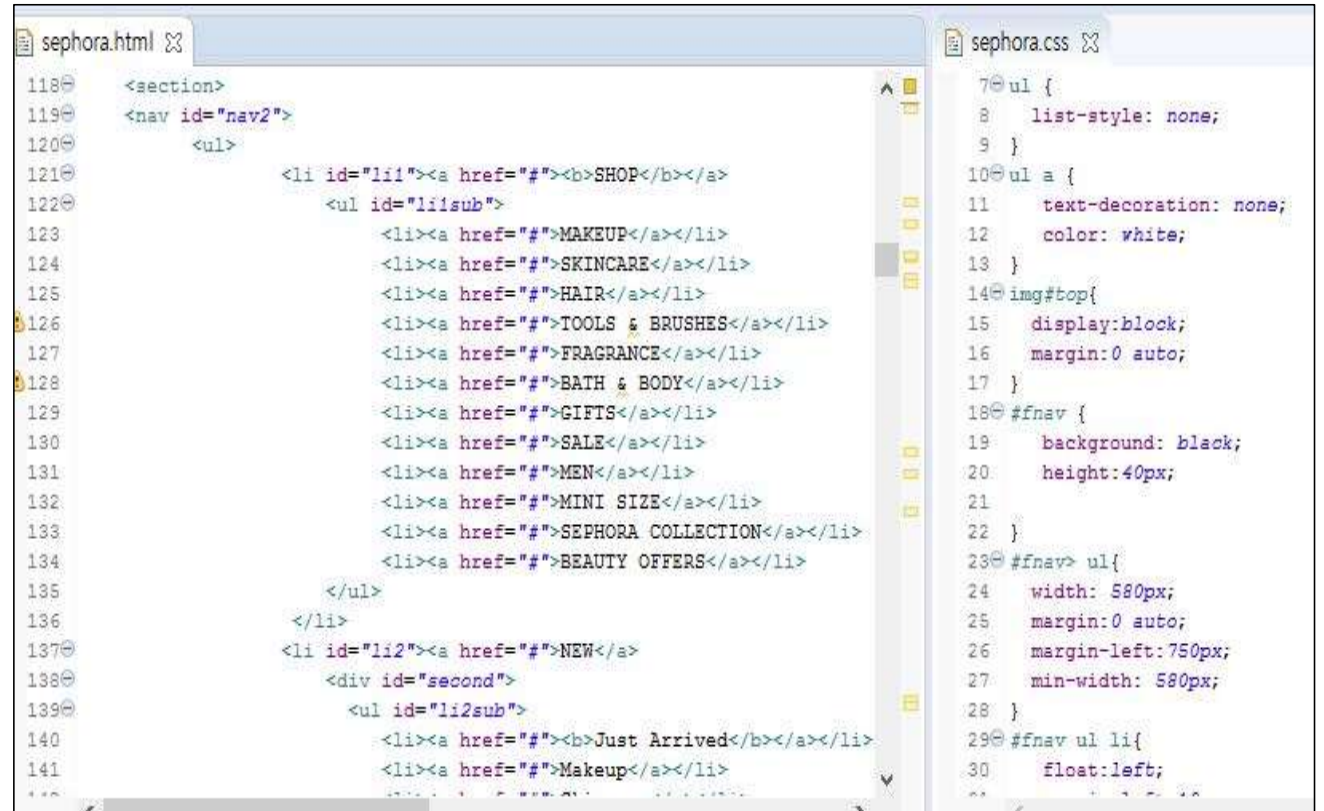 sephora.html
118 <section>
119 <nav id="nav2">
120 <ul>
121 <li id="li1"><a href="#"><b>SHOP</b></a>
122 <ul id="li1sub">
123 <li><a href="#">MAKEUP</a></li>
124 <li><a href="#">SKINCARE</a></li>
125 <li><a href="#">HAIR</a></li>
126 <li><a href="#">TOOLS & BRUSHES</a></li>
127 <li><a href="#">FRAGRANCE</a></li>
128 <li><a href="#">BATH & BODY</a></li>
129 <li><a href="#">GIFTS</a></li>
130 <li><a href="#">SALE</a></li>
131 <li><a href="#">MEN</a></li>
132 <li><a href="#">MINI SIZE</a></li>
133 <li><a href="#">SEPHORA COLLECTION</a></li>
134 <li><a href="#">BEAUTY OFFERS</a></li>
135 </ul>
136 </li>
137 <li id="li2"><a href="#">NEW</a>
138 <div id="second">
139 <ul id="li2sub">
140 <li><a href="#"><b>Just Arrived</b></a></li>
141 <li><a href="#">Makeup</a></li>
sephora.css
7 ul {
8 list-style: none;
9 }
10 ul a {
11 text-decoration: none;
12 color: white;
13 }
14 img#top{
15 display:block;
16 margin:0 auto;
17 }
18 #fnav {
19 background: black;
20 height:40px;
21
22 }
23 #fnav> ul{
24 width: 580px;
25 margin:0 auto;
26 margin-left:750px;
27 min-width: 580px;
28 }
29 #fnav ul li{
30 float:left;